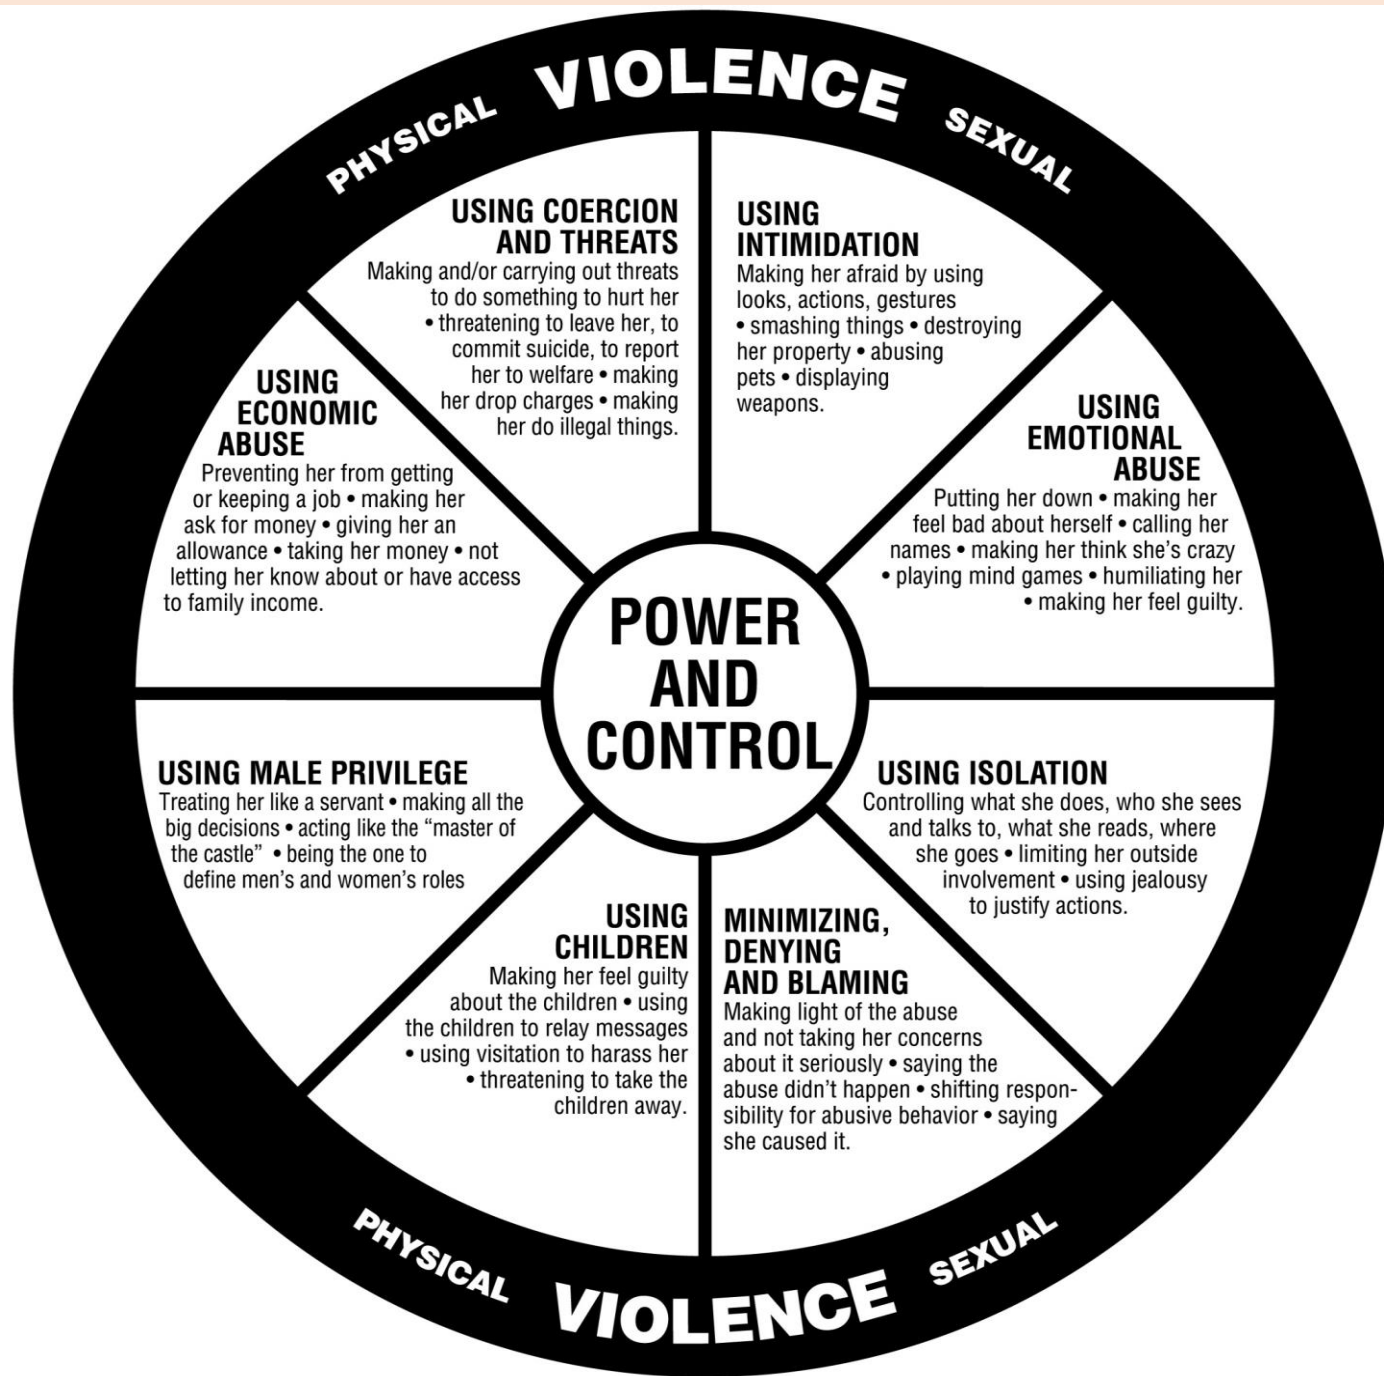 PHYSICAL VIOLENCE SEXUAL
USING COERCION
AND THREATS
Making and/or carrying out threats
to do something to hurt her
• threatening to leave her, to
commit suicide, to report
her to welfare • making
her drop charges • making
her do illegal things.
USING
INTIMIDATION
Making her afraid by using
looks, actions, gestures
• smashing things • destroying
her property • abusing
pets • displaying
weapons.
USING
EMOTIONAL
ABUSE
Putting her down • making her
feel bad about herself • calling her
names • making her think she's crazy
• playing mind games • humiliating her
• making her feel guilty.
USING ISOLATION
Controlling what she does, who she sees
and talks to, what she reads, where
she goes • limiting her outside
involvement • using jealousy
to justify actions.
MINIMIZING,
DENYING
AND BLAMING
Making light of the abuse
and not taking her concerns
about it seriously • saying the
abuse didn't happen • shifting respon-
sibility for abusive behavior • saying
she caused it.
USING
CHILDREN
Making her feel guilty
about the children • using
the children to relay messages
• using visitation to harass her
• threatening to take the
children away.
USING MALE PRIVILEGE
Treating her like a servant • making all the
big decisions • acting like the “master of
the castle” • being the one to
define men's and women's roles
USING
ECONOMIC
ABUSE
Preventing her from getting
or keeping a job • making her
ask for money • giving her an
allowance • taking her money • not
letting her know about or have access
to family income.
POWER
AND
CONTROL
PHYSICAL VIOLENCE SEXUAL